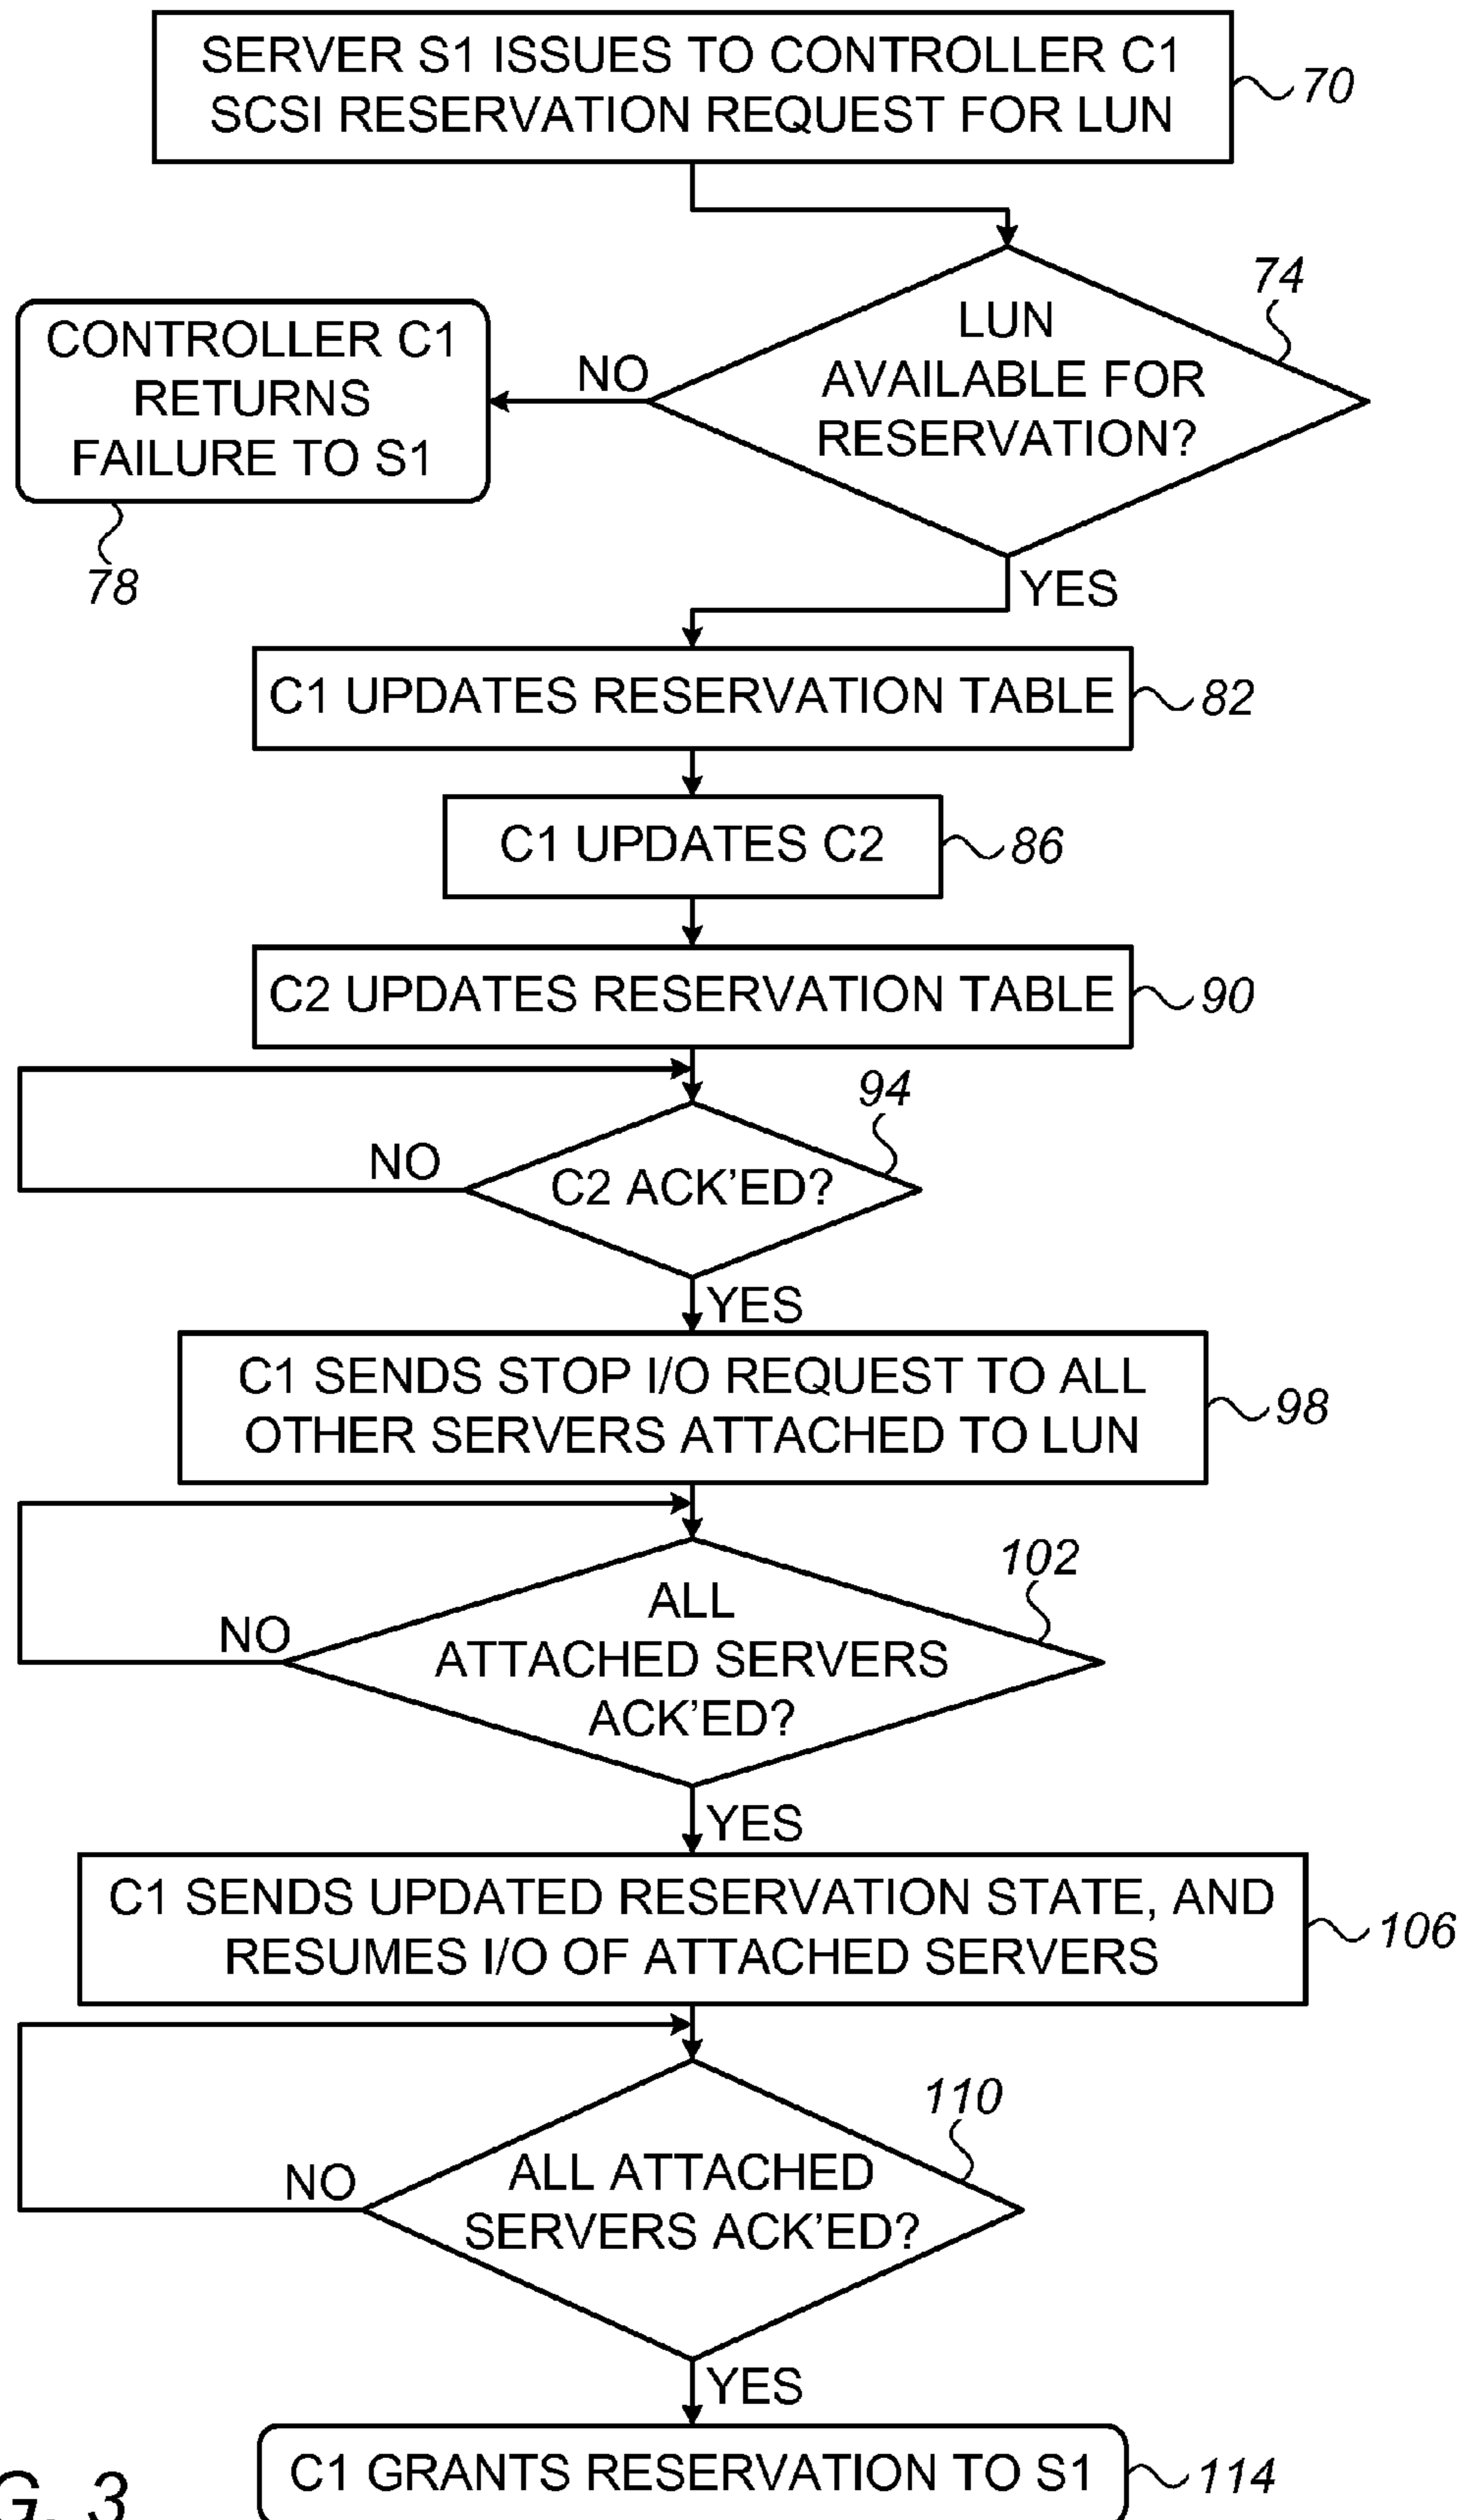 SERVER S1 ISSUES TO CONTROLLER C1
SCSI RESERVATION REQUEST FOR LUN
70
74
LUN
AVAILABLE FOR
RESERVATION?
NO
CONTROLLER C1
RETURNS
FAILURE TO S1
78
YES
C1 UPDATES RESERVATION TABLE
82
C1 UPDATES C2
86
C2 UPDATES RESERVATION TABLE
90
94
NO
C2 ACK'ED?
YES
C1 SENDS STOP I/O REQUEST TO ALL
OTHER SERVERS ATTACHED TO LUN
98
102
NO
ALL
ATTACHED SERVERS
ACK'ED?
YES
C1 SENDS UPDATED RESERVATION STATE, AND
RESUMES I/O OF ATTACHED SERVERS
106
110
NO
ALL ATTACHED
SERVERS ACK'ED?
YES
C1 GRANTS RESERVATION TO S1
114
G. 3